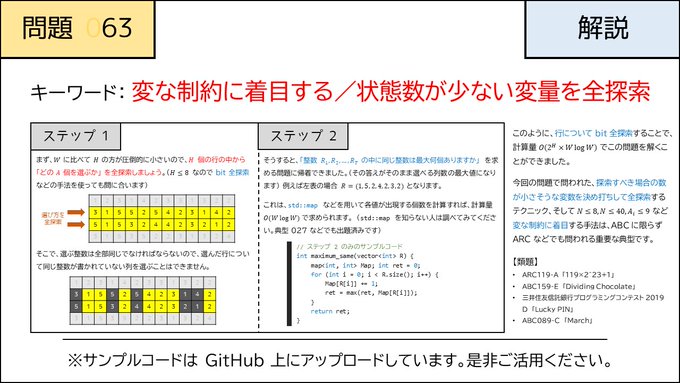 問題 063
解説
キーワード: 変な制約に着目する／状態数が少ない変量を全探索
ステップ 1
まず、W に比べて H の方が圧倒的に小さいので、H 個の行の中から
「どの A 個を選ぶか」を全探索しましょう。(H ≤ 8 なので bit 全探索
などの手法を使っても間に合います)
選び方を
全探索
3 1 5 5 2 5 4 2 3 1 4 2
5 1 5 5 2 4 4 2 3 2 1 2
そこで、選ぶ整数は全部同じでなければならないので、選んだ行につい
て同じ整数が書かれていない列を選ぶことはできません。
3 1 5 5 2 5 4 2 3 1 4 2
5 1 5 5 2 4 4 2 3 2 1 2
ステップ 2
そうすると、「整数 R₁, R₂, …, R_T の中に同じ整数は最大何個ありますか」 を求
める問題に帰着できました。(その答えがそのまま選べる列数の最大値になり
ます) 例えば左表の場合 R = (1, 5, 2, 4, 2, 3, 2) となります。
これは、std::map などを用いて各値が出現する個数を計算すれば、計算量
O(W log W) で求められます。(std::map を知らない人は調べてみてくださ
い。典型 027 などでも出題済みです)
// ステップ 2 のみのサンプルコード
int maximum_same(vector<int> R) {
map<int, int> Map; int ret = 0;
for (int i = 0; i < R.size(); i++) {
Map[R[i]] += 1;
ret = max(ret, Map[R[i]]);
}
return ret;
}
このように、行について bit 全探索することで、
計算量 O(2^H × W log W) でこの問題を解くこ
とができました。
今回の問題で問われた、探索すべき場合の数
が小さそうな変数を決め打ちして全探索する
テクニック、そして N ≤ 8, N ≤ 40, A_i ≤ 9 など
変な制約に着目する手法は、ABC に限らず
ARC などでも問われる重要な典型です。
【類題】
• ARC119-A「119×2^23+1」
• ABC159-E「Dividing Chocolate」
• 三井住友信託銀行プログラミングコンテスト 2019
D「Lucky PIN」
• ABC089-C「March」
※サンプルコードは GitHub 上にアップロードしています。是非ご活用ください。